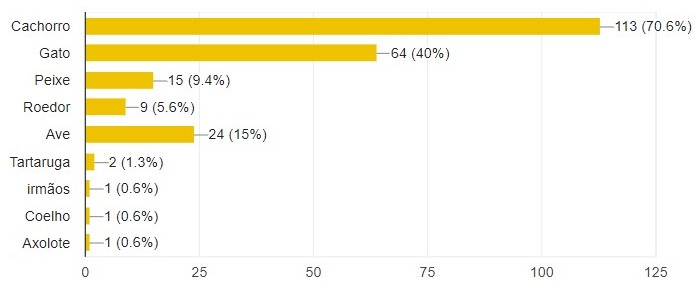 Cachorro 113 (70.6%)
Gato 64 (40%)
Peixe 15 (9.4%)
Roedor 9 (5.6%)
Ave 24 (15%)
Tartaruga 2 (1.3%)
irmãos 1 (0.6%)
Coelho 1 (0.6%)
Axolote 1 (0.6%)
0 25 50 75 100 125